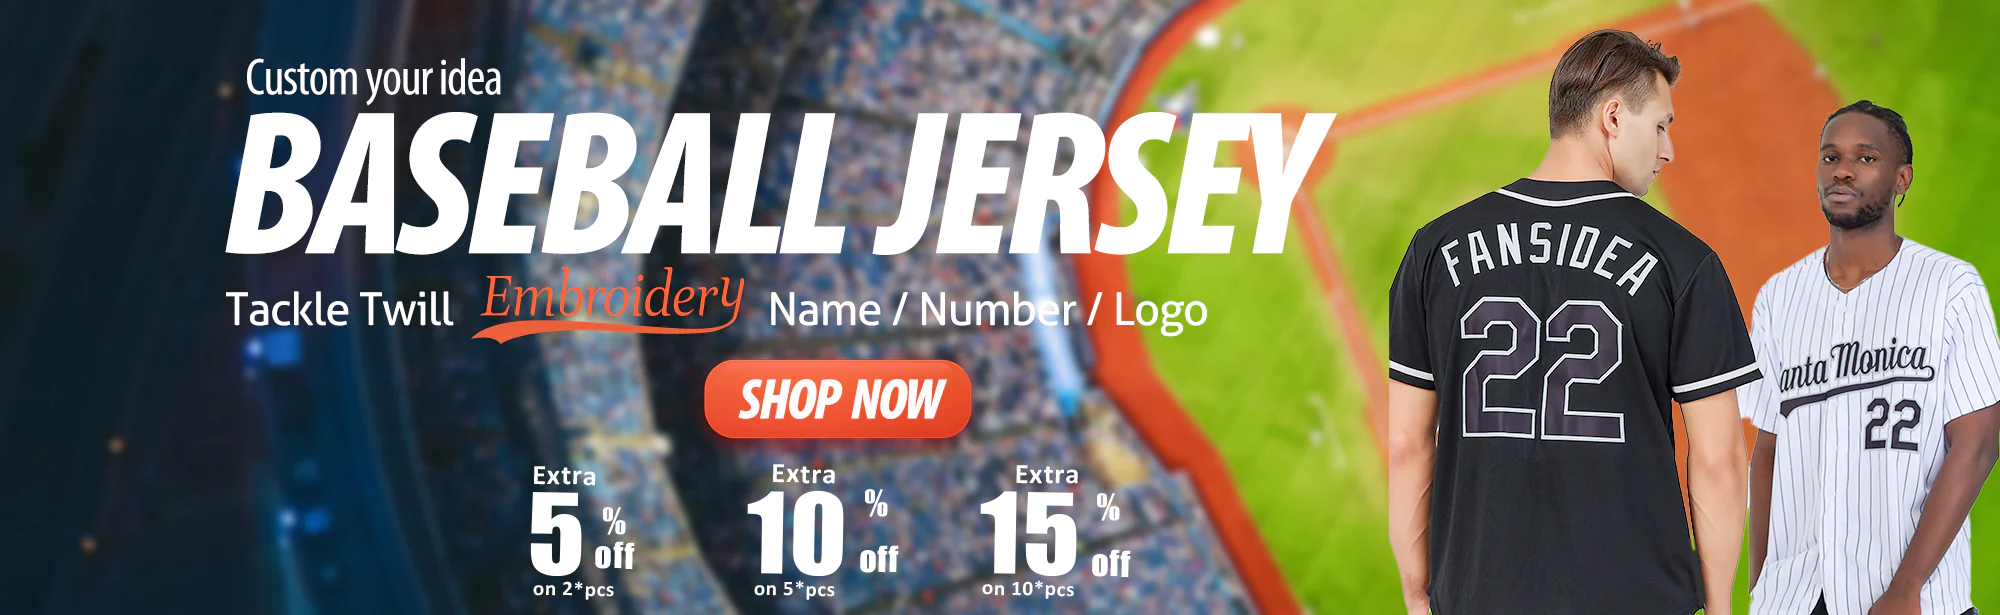 Custom your idea
BASEBALL JERSEY
Tackle Twill Embroidery Name / Number / Logo
SHOP NOW
Extra
5 % off
on 2*pcs
Extra
10 % off
on 5*pcs
Extra
15 % off
on 10*pcs
FANSIDEA
22
anta Monica
22